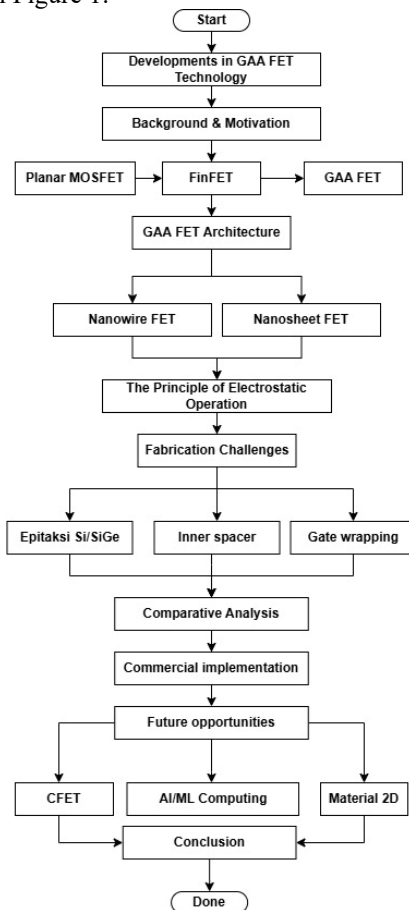 Figure 1.
Start
Developments in GAA FET
Technology
Background & Motivation
Planar MOSFET
FinFET
GAA FET
GAA FET Architecture
Nanowire FET
Nanosheet FET
The Principle of Electrostatic
Operation
Fabrication Challenges
Epitaksi Si/SiGe
Inner spacer
Gate wrapping
Comparative Analysis
Commercial implementation
Future opportunities
CFET
AI/ML Computing
Material 2D
Conclusion
Done